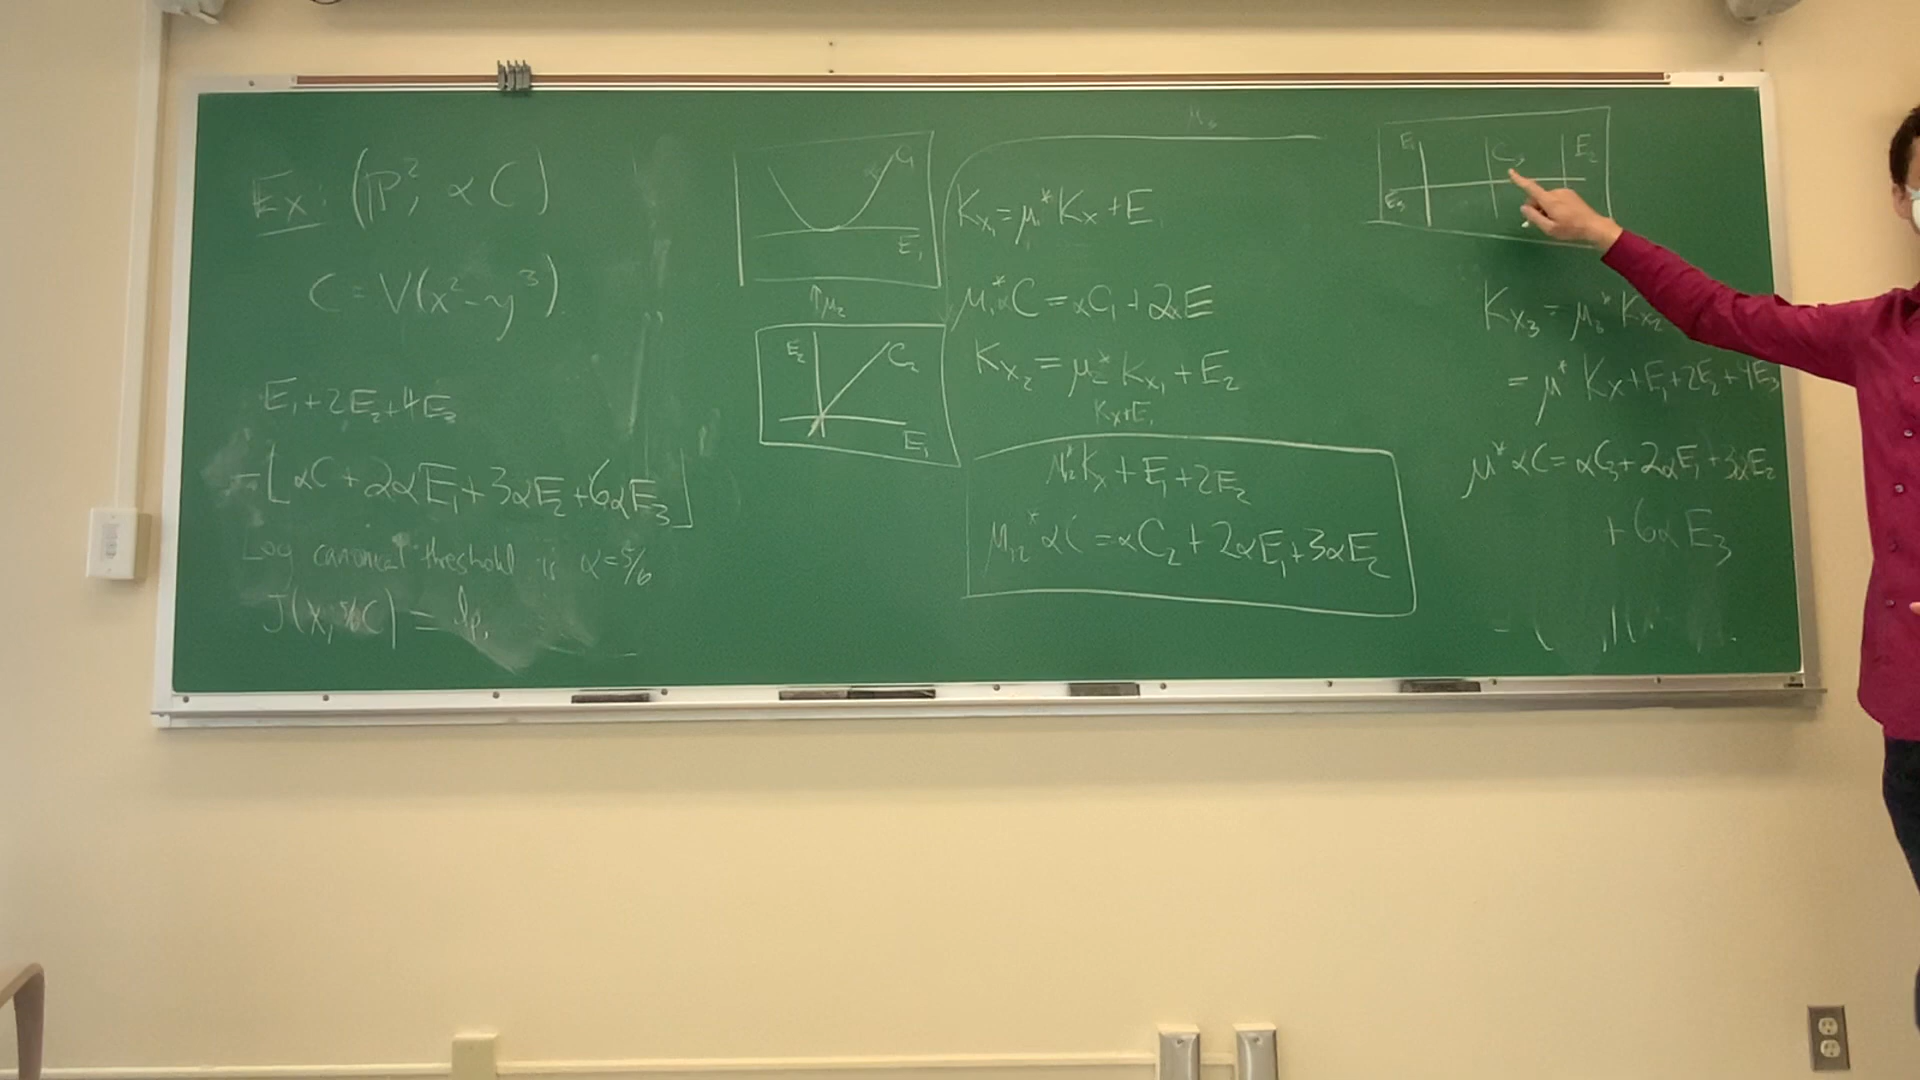 Ex: (ℙ², αC)
C = V(x²-y³).
E₁+2E₂+4E₃
-[αC+2αE₁+3αE₂+6αE₃]
Log canonical threshold is α=5/6
J(X, 5/6C) =
C₁
E₁
↑μ₂
E₂
C₂
E₁
μ₃
K_{X₁} = μ₁*K_X + E₁
μ₁*αC = αC₁ + 2αE
K_{X₂} = μ₂*K_{X₁} + E₂
K_X+E₁
μ₁₂*K_X + E₁ + 2E₂
μ₁₂*αC = αC₂ + 2αE₁ + 3αE₂
E₁ C₃ E₂
E₃
K_{X₃} = μ₃*K_{X₂}
= μ* K_X + E₁ + 2E₂ + 4E₃
μ*αC = αC₃ + 2αE₁ + 3αE₂
+ 6αE₃